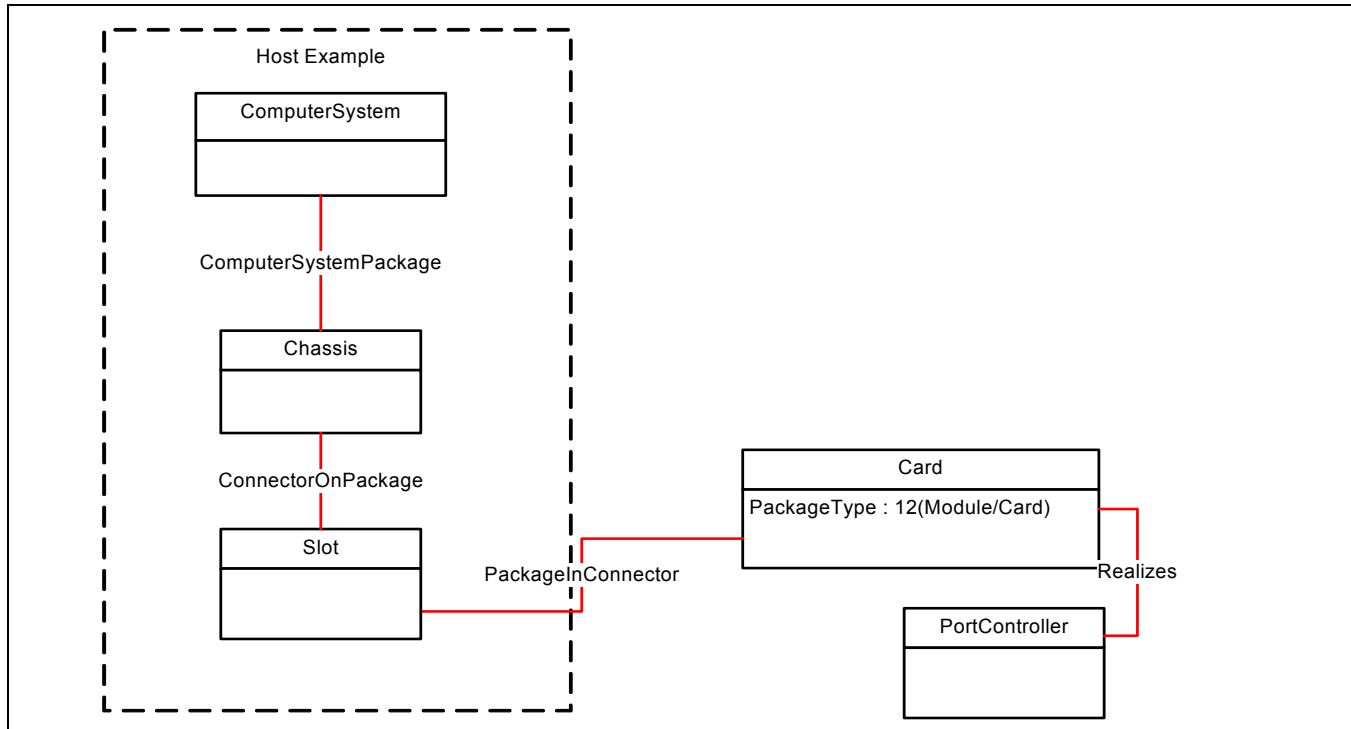 Host Example
ComputerSystem
ComputerSystemPackage
Chassis
ConnectorOnPackage
Slot
PackageInConnector
Card
PackageType : 12(Module/Card)
Realizes
PortController